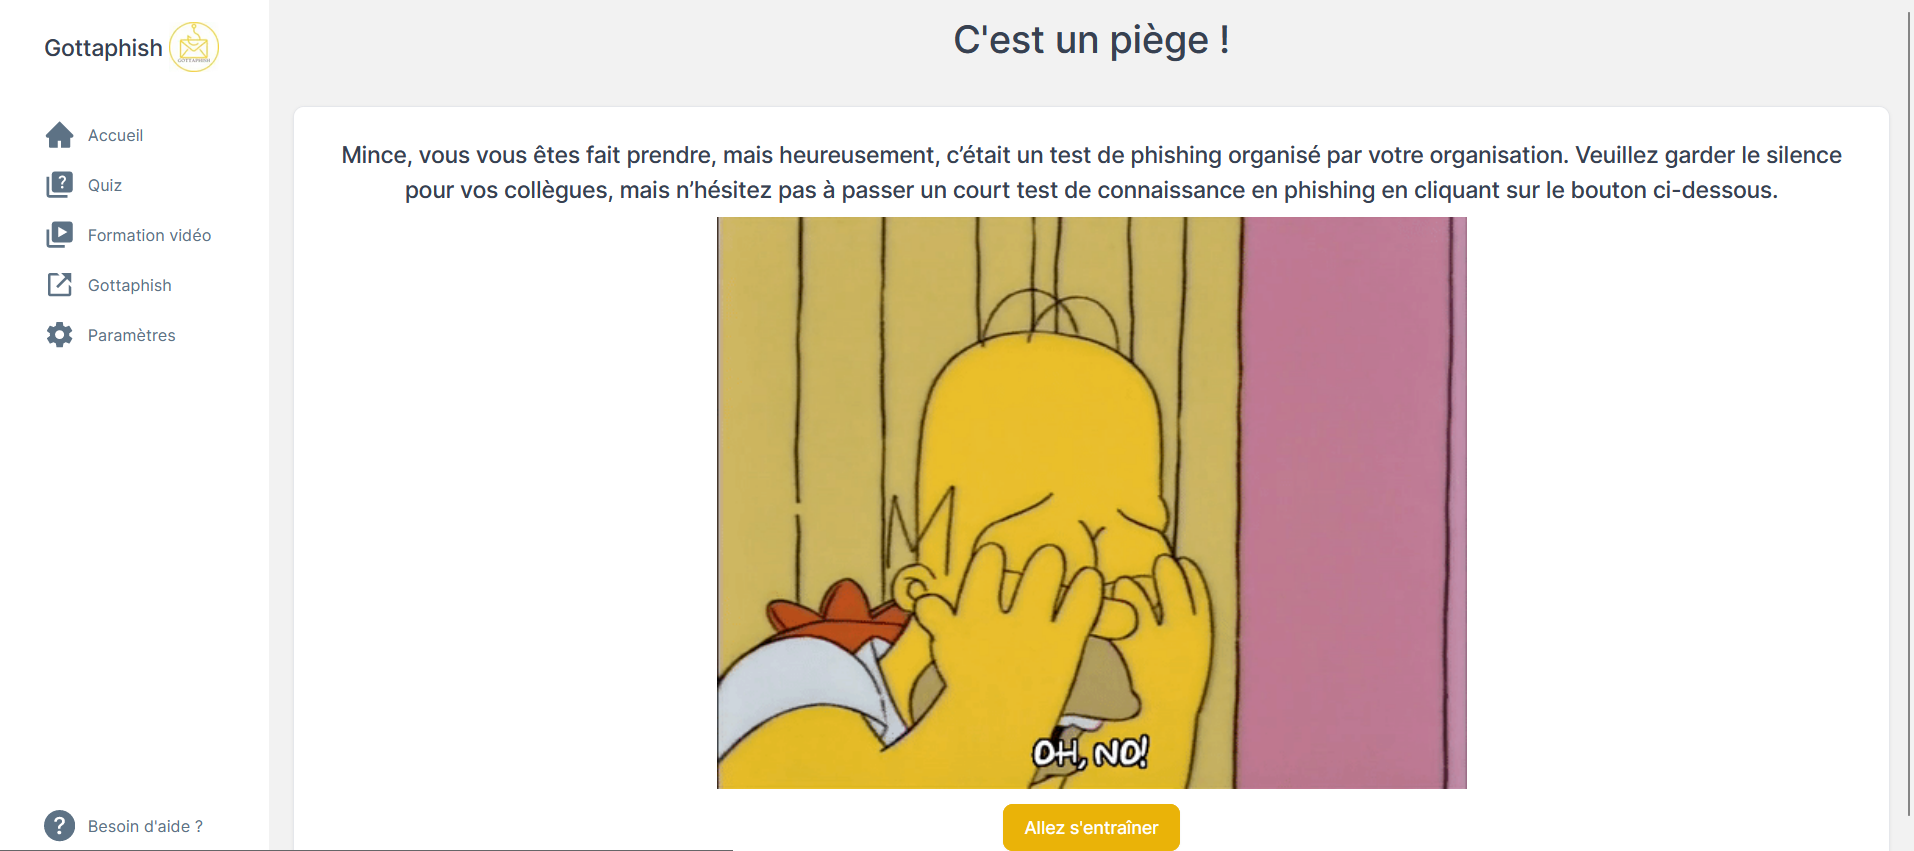 Gottaphish
GOTTAPHISH
Accueil
Quiz
Formation vidéo
Gottaphish
Paramètres
Besoin d'aide ?
C'est un piège !
Mince, vous vous êtes fait prendre, mais heureusement, c’était un test de phishing organisé par votre organisation. Veuillez garder le silence
pour vos collègues, mais n’hésitez pas à passer un court test de connaissance en phishing en cliquant sur le bouton ci-dessous.
OH, NO!
Allez s'entraîner